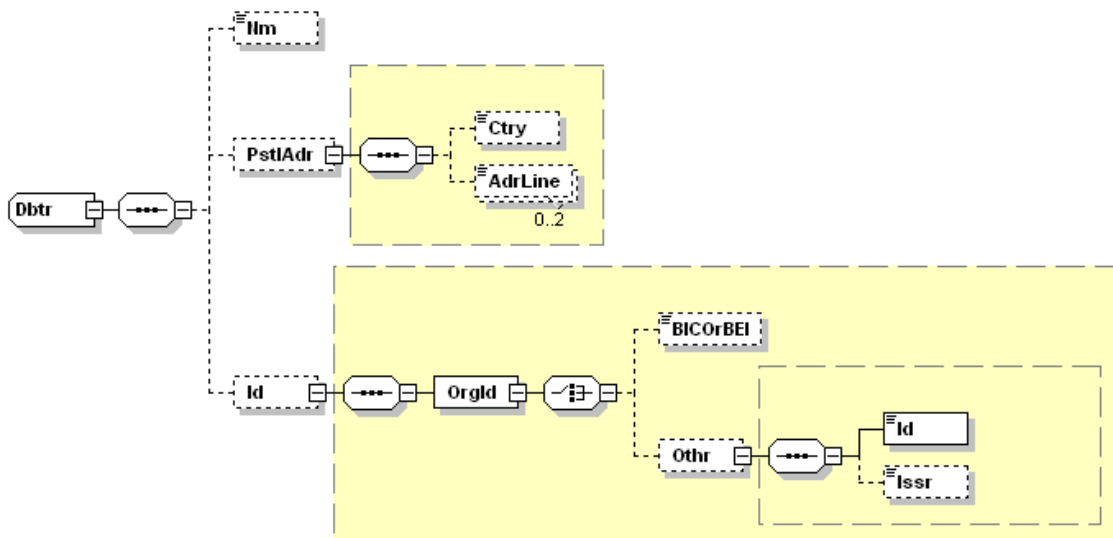 Nm
Ctry
PstlAdr
AdrLine
0..2
Dbtr
BICOrBEI
Id
OrgId
Id
Othr
Issr